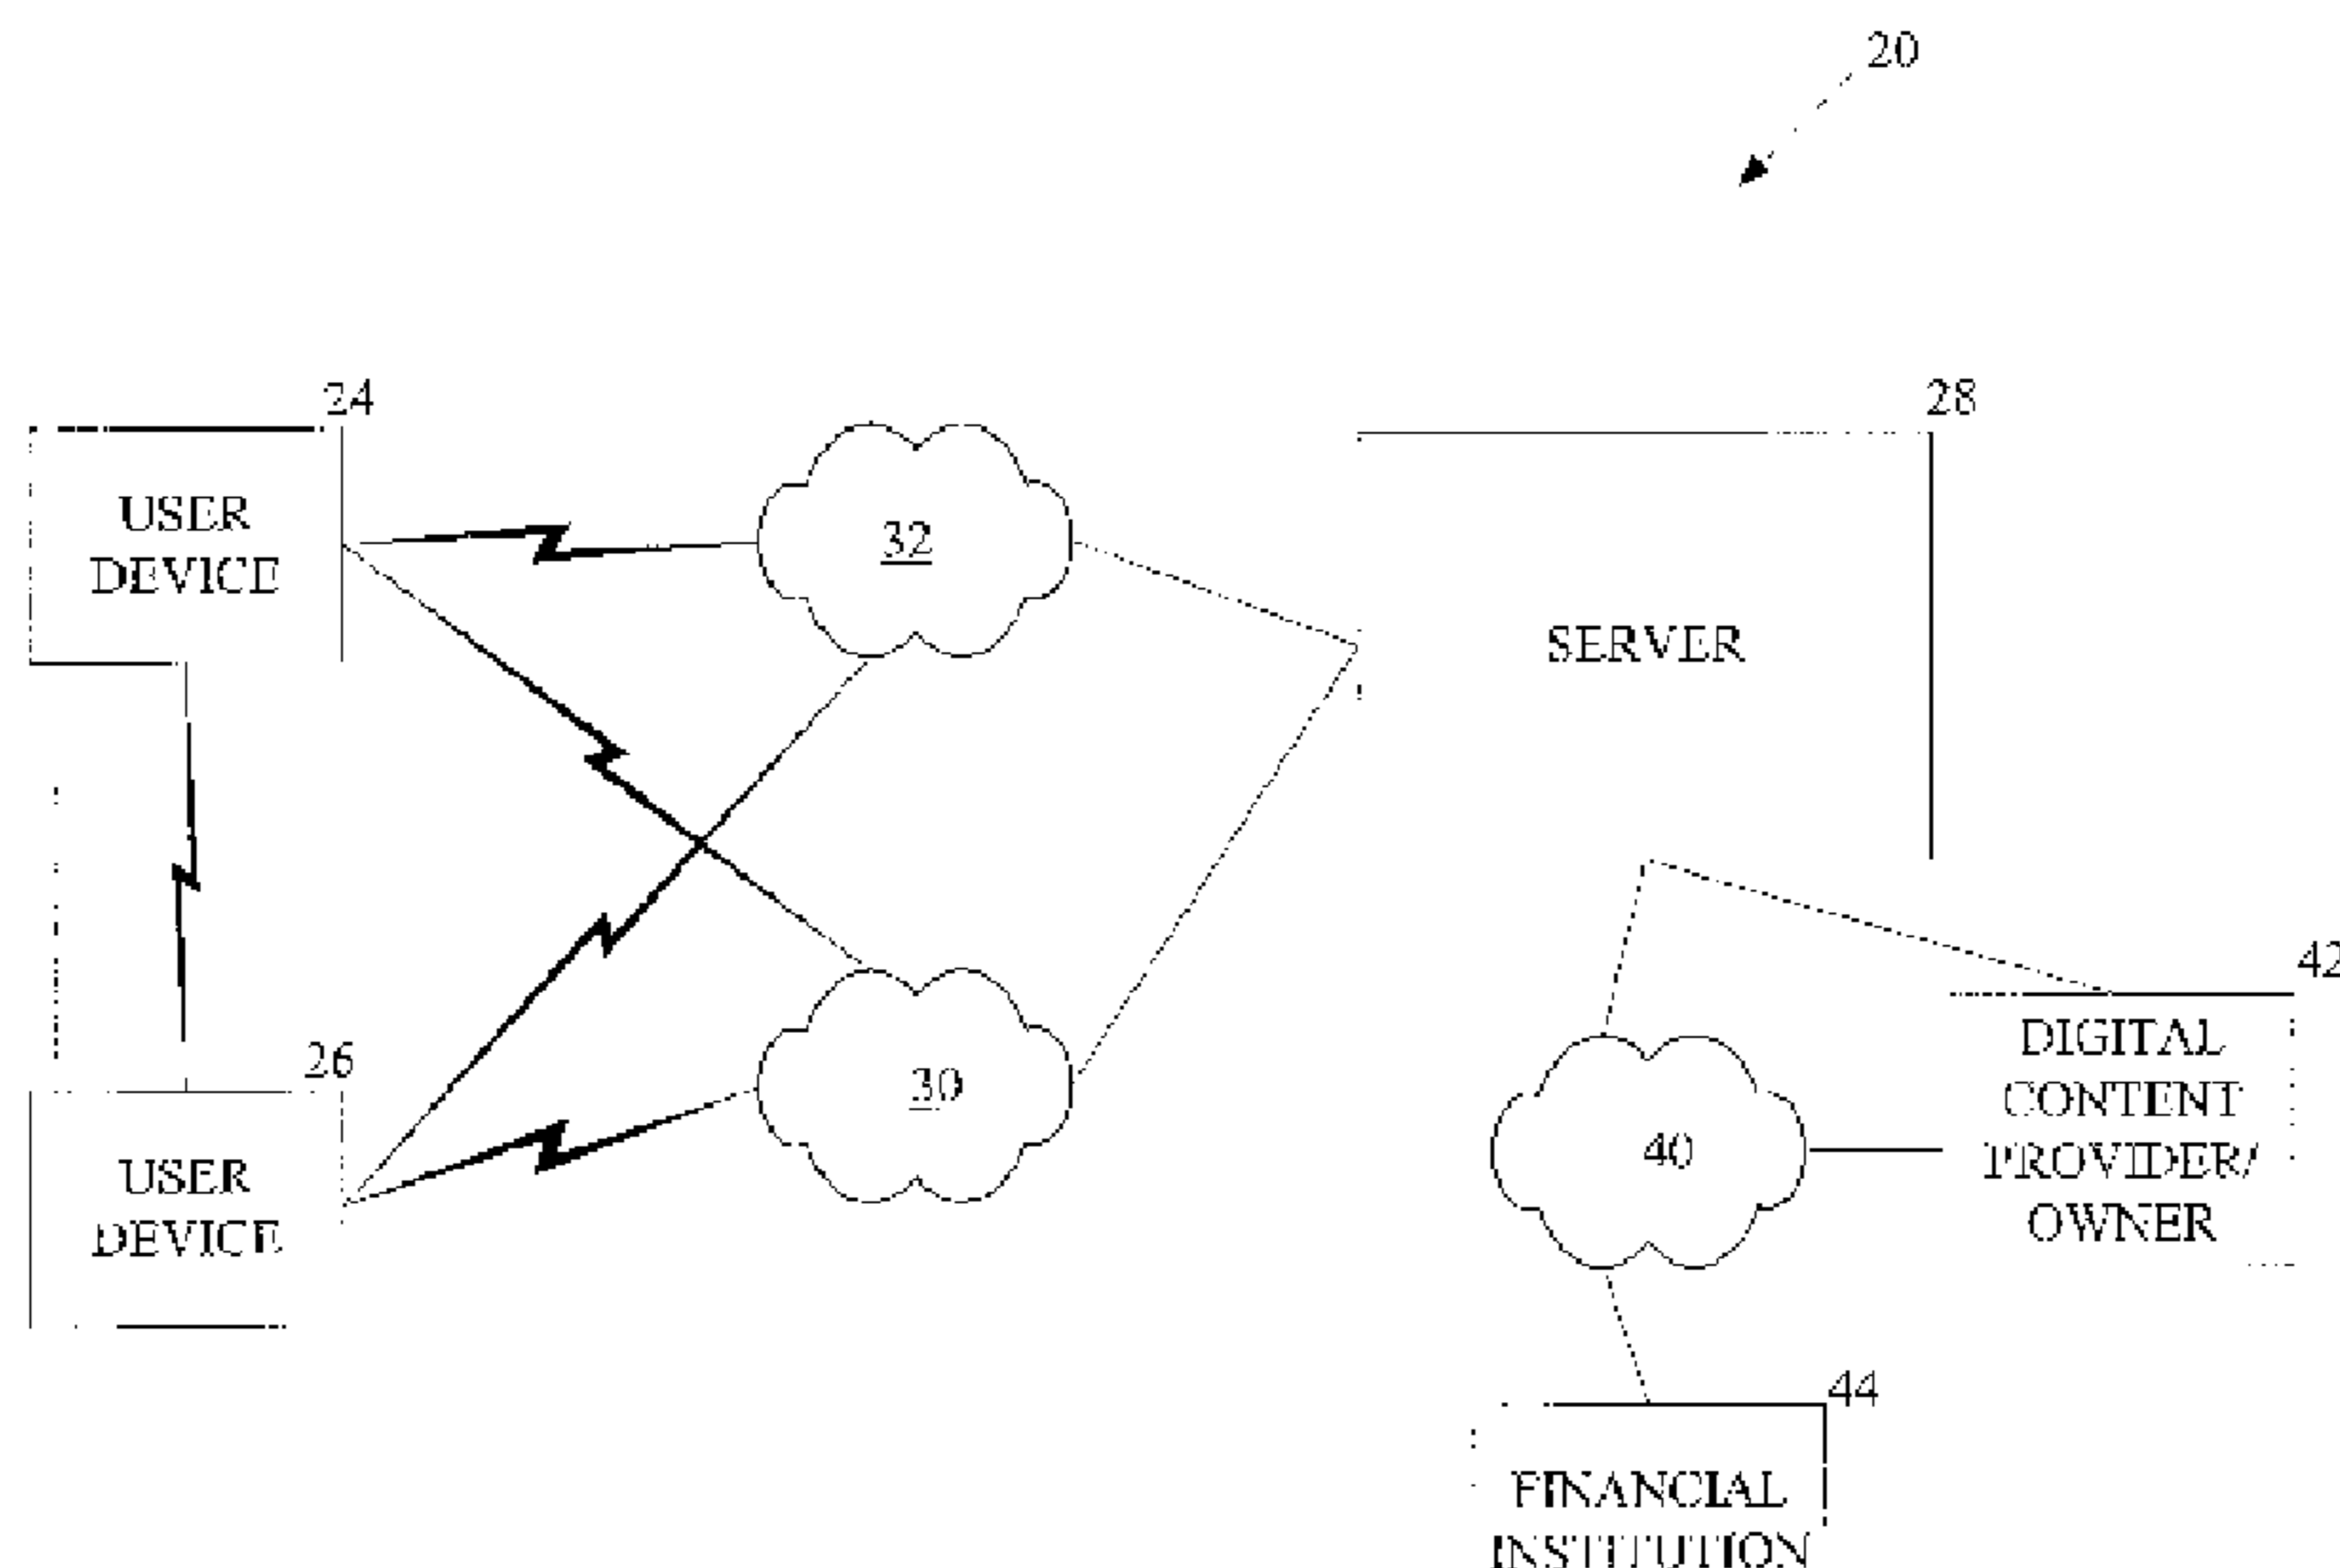 20
24
28
USER
DEVICE
32
SERVER
42
26
DIGITAL
CONTENT
PROVIDER/
OWNER
30
40
USER
DEVICE
44
FINANCIAL
INSTITUTION